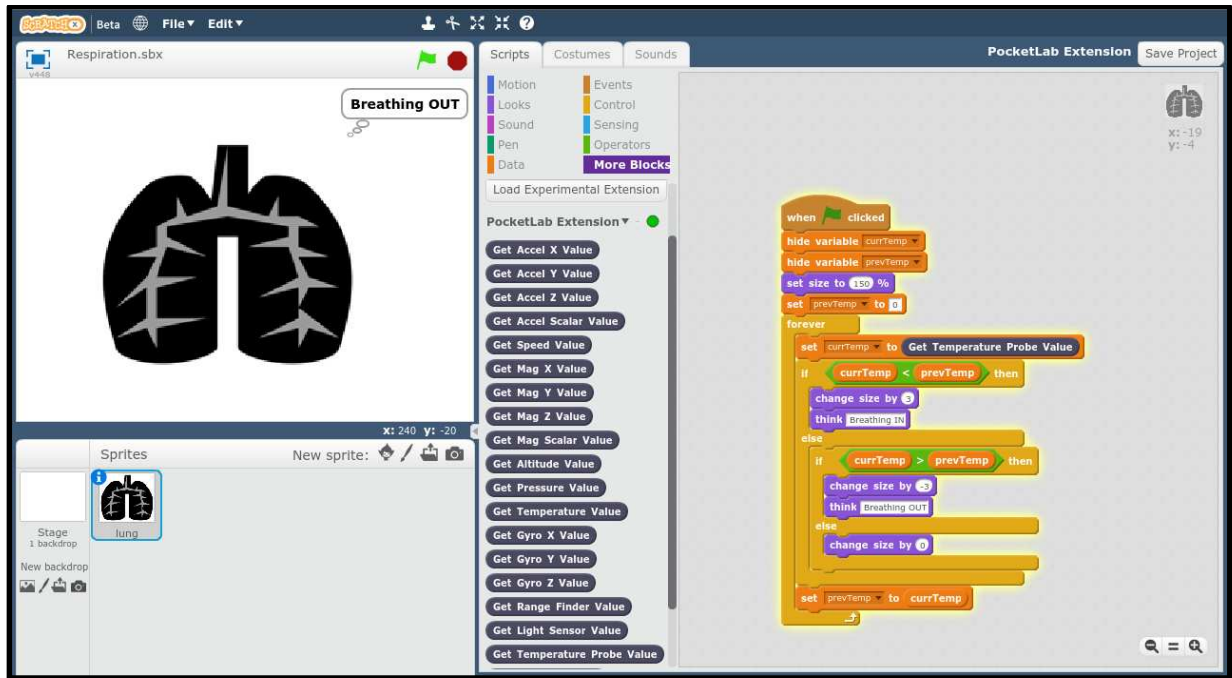 SCRATCHX Beta File Edit
Respiration.sbx
v448
Breathing OUT
x: 240 y: -20
Sprites New sprite:
Stage
1 backdrop
New backdrop
lung
Scripts Costumes Sounds
PocketLab Extension Save Project
Motion Events
Looks Control
Sound Sensing
Pen Operators
Data More Blocks
Load Experimental Extension
PocketLab Extension
Get Accel X Value
Get Accel Y Value
Get Accel Z Value
Get Accel Scalar Value
Get Speed Value
Get Mag X Value
Get Mag Y Value
Get Mag Z Value
Get Mag Scalar Value
Get Altitude Value
Get Pressure Value
Get Temperature Value
Get Gyro X Value
Get Gyro Y Value
Get Gyro Z Value
Get Range Finder Value
Get Light Sensor Value
Get Temperature Probe Value
x: -19
y: -4
when clicked
hide variable currTemp
hide variable prevTemp
set size to 150 %
set prevTemp to 0
forever
set currTemp to Get Temperature Probe Value
if currTemp < prevTemp then
change size by 3
think Breathing IN
else
if currTemp > prevTemp then
change size by -3
think Breathing OUT
else
change size by 0
set prevTemp to currTemp